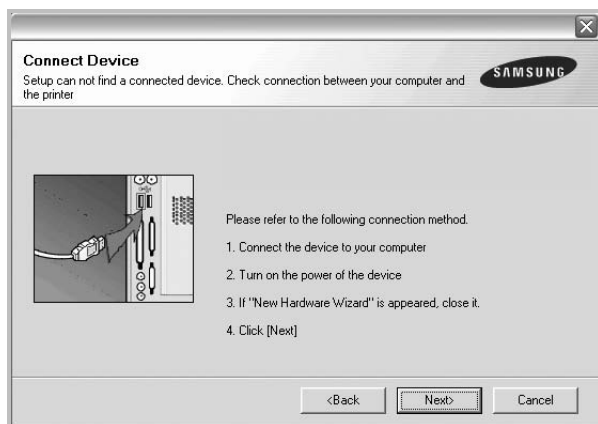 Connect Device
Setup can not find a connected device. Check connection between your computer and
the printer
SAMSUNG
Please refer to the following connection method.
1. Connect the device to your computer
2. Turn on the power of the device
3. If "New Hardware Wizard" is appeared, close it.
4. Click [Next]
<Back
Next>
Cancel